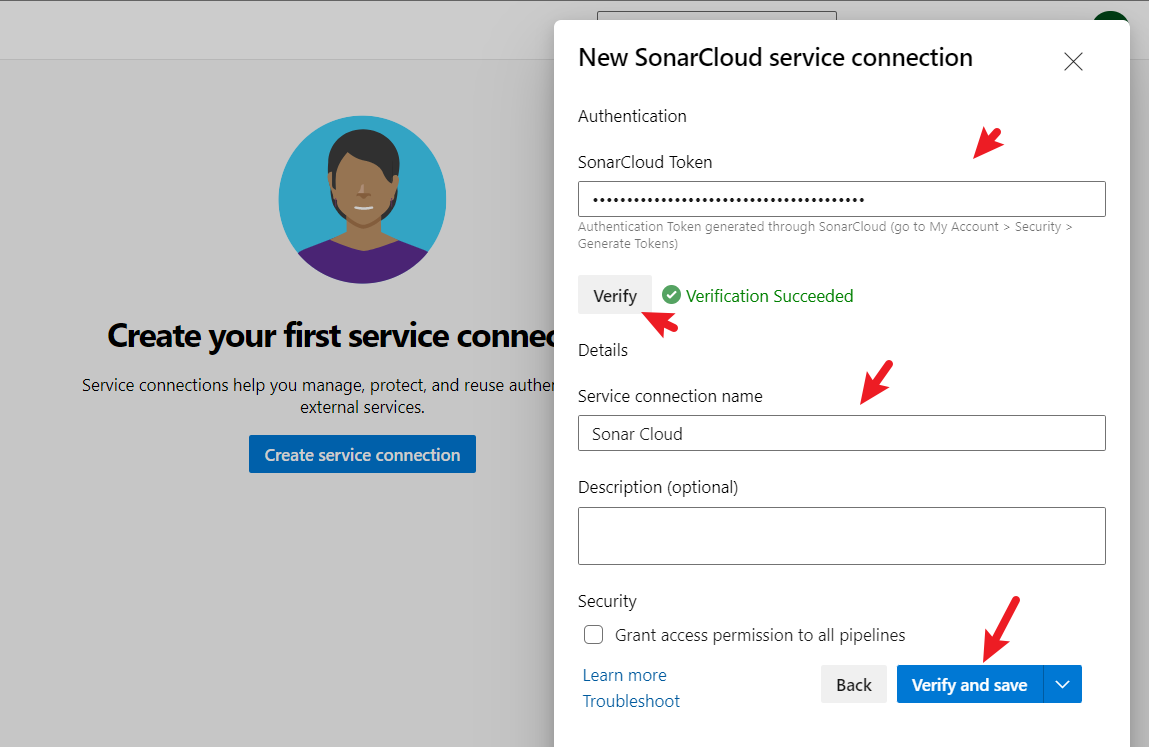 New SonarCloud service connection
Authentication
SonarCloud Token
••••••••••••••••••••••••••••••••••••••••
Authentication Token generated through SonarCloud (go to My Account > Security >
Generate Tokens)
Verify
Verification Succeeded
Details
Service connection name
Sonar Cloud
Description (optional)
Security
Grant access permission to all pipelines
Learn more
Troubleshoot
Back
Verify and save
Create your first service connec
Service connections help you manage, protect, and reuse authen
external services.
Create service connection